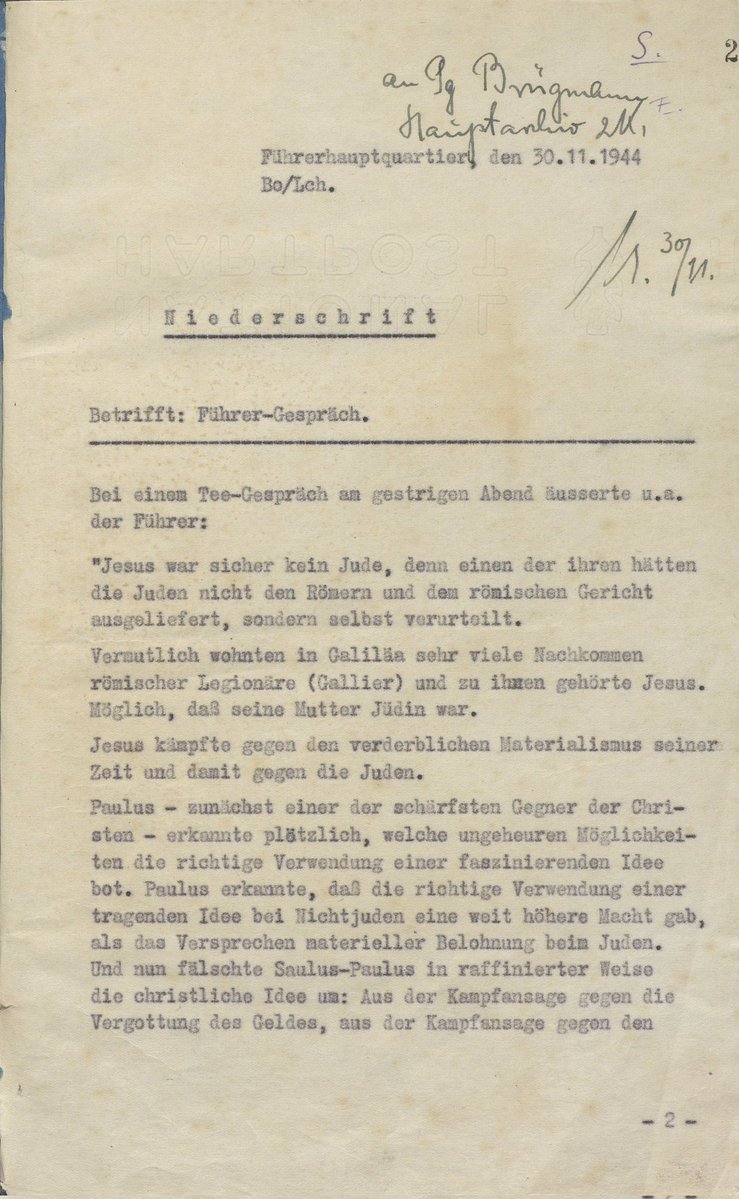 S.
2
an Pg Brügmann
Hauptarchiv
Führerhauptquartier, den 30.11.1944
Bo/Lch.
30/11.
HARTPOST
NATIONAL
Niederschrift
Betrifft: Führer-Gespräch.
Bei einem Tee-Gespräch am gestrigen Abend äusserte u.a.
der Führer:
"Jesus war sicher kein Jude, denn einen der ihren hätten
die Juden nicht den Römern und dem römischen Gericht
ausgeliefert, sondern selbst verurteilt.
Vermutlich wohnten in Galiläa sehr viele Nachkommen
römischer Legionäre (Gallier) und zu ihnen gehörte Jesus.
Möglich, daß seine Mutter Jüdin war.
Jesus kämpfte gegen den verderblichen Materialismus seiner
Zeit und damit gegen die Juden.
Paulus - zunächst einer der schärfsten Gegner der Chri-
sten - erkannte plötzlich, welche ungeheuren Möglichkei-
ten die richtige Verwendung einer faszinierenden Idee
bot. Paulus erkannte, daß die richtige Verwendung einer
tragenden Idee bei Nichtjuden eine weit höhere Macht gab,
als das Versprechen materieller Belohnung beim Juden.
Und nun fälschte Saulus-Paulus in raffinierter Weise
die christliche Idee um: Aus der Kampfansage gegen die
Vergottung des Geldes, aus der Kampfansage gegen den
- 2 -